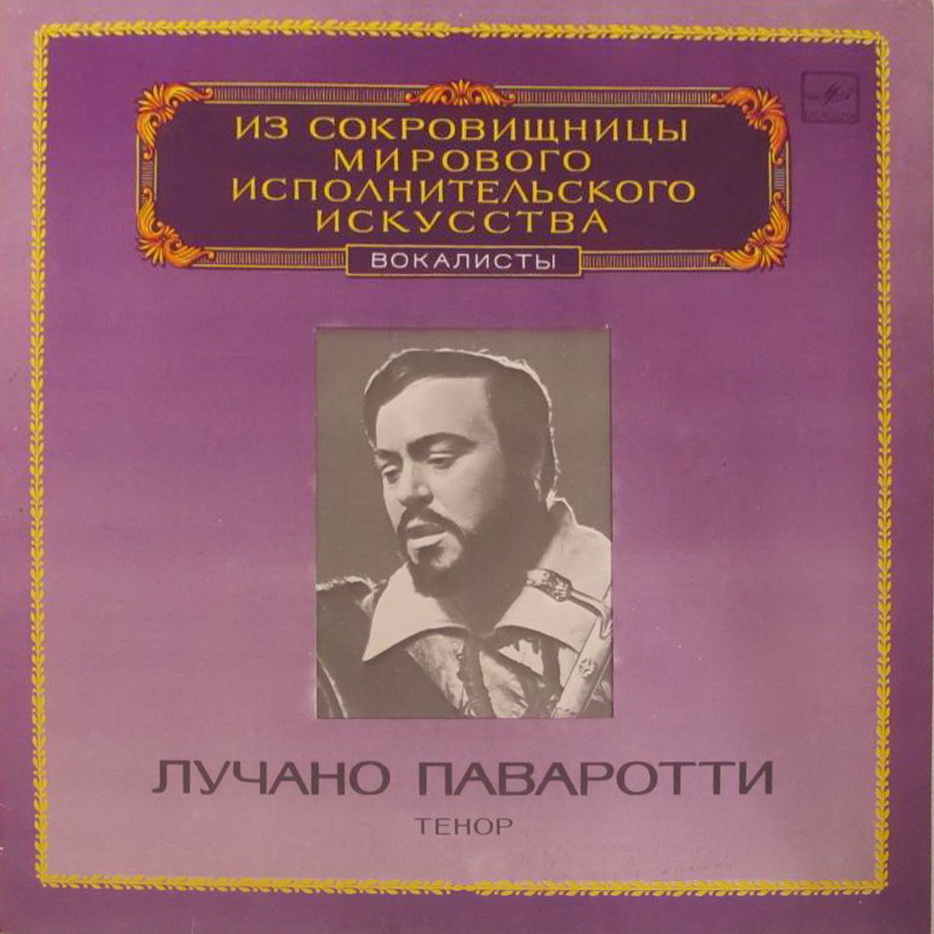 ИЗ СОКРОВИЩНИЦЫ
МИРОВОГО
ИСПОЛНИТЕЛЬСКОГО
ИСКУССТВА
ВОКАЛИСТЫ
ЛУЧАНО ПАВАРОТТИ
ТЕНОР